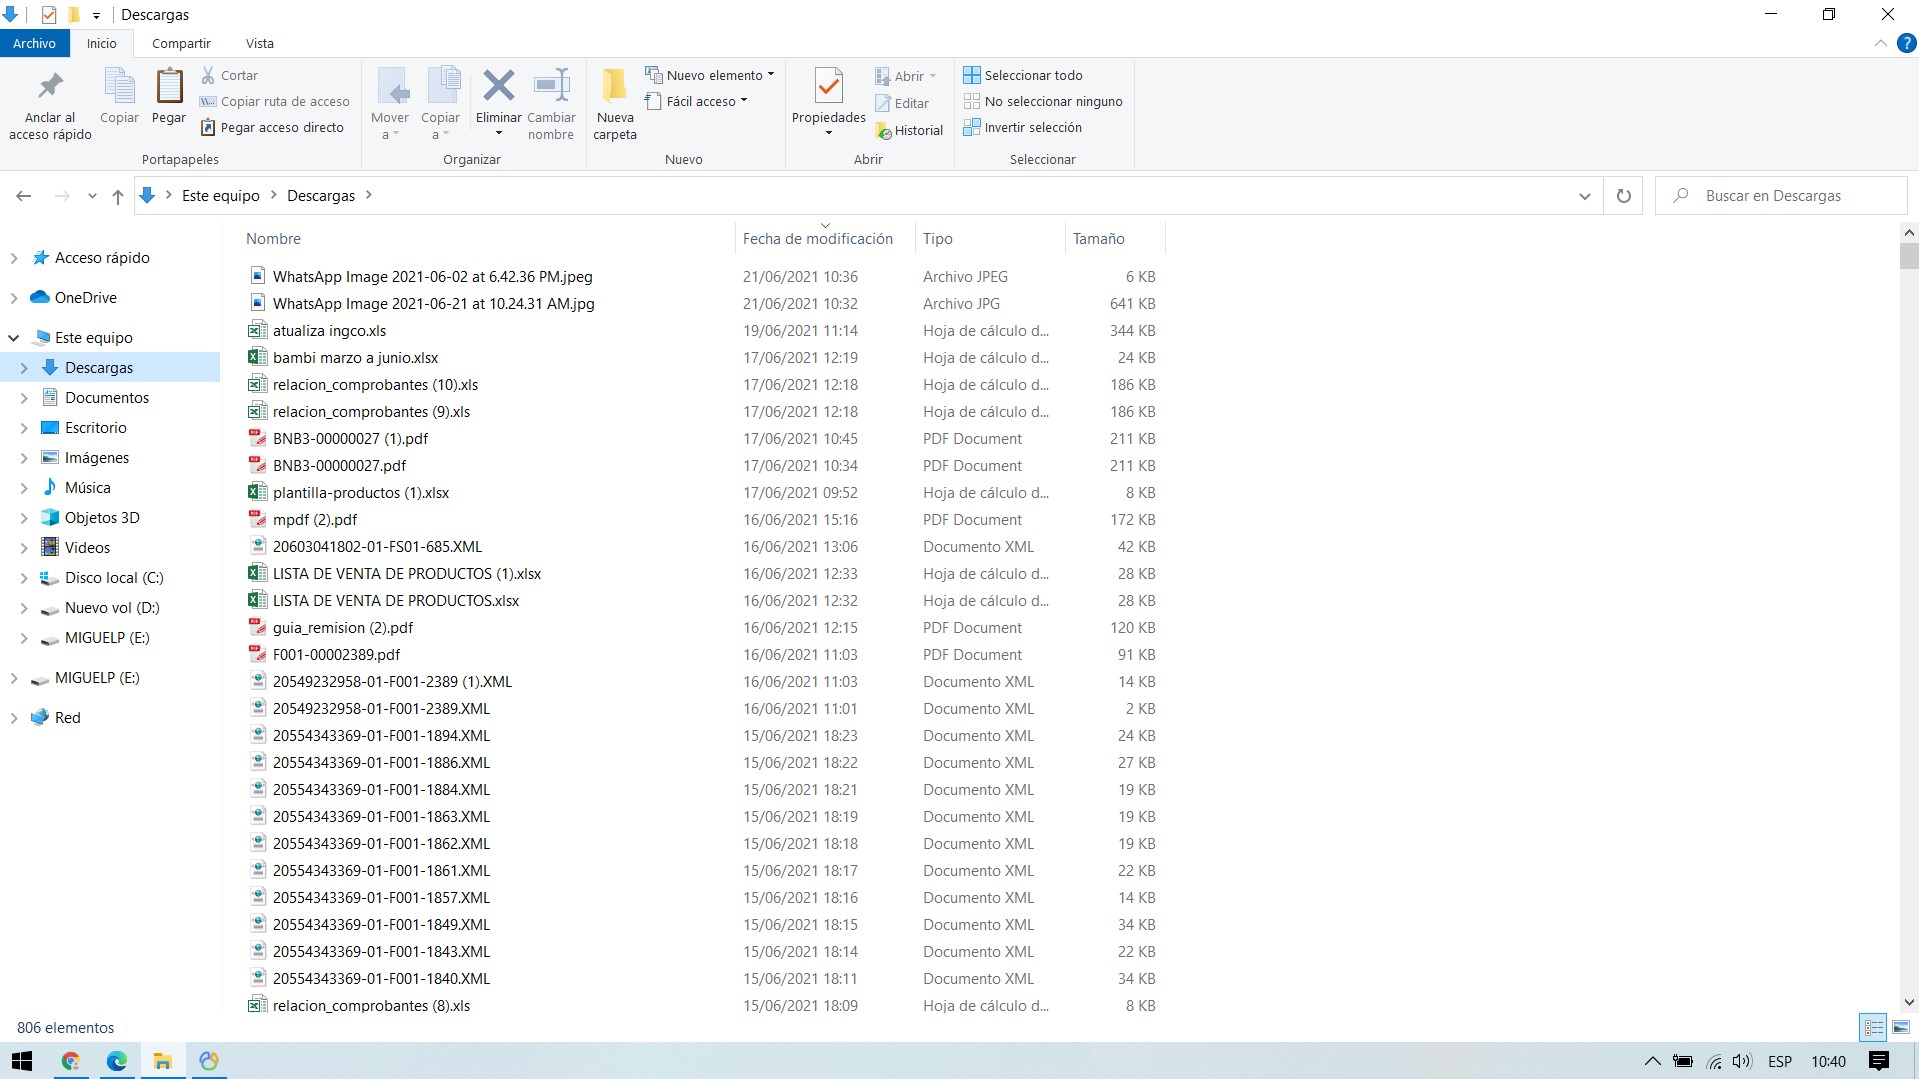 Descargas
Archivo Inicio Compartir Vista
Anclar al acceso rápido
Copiar
Pegar
Cortar
Copiar ruta de acceso
Pegar acceso directo
Portapapeles
Mover a
Copiar a
Eliminar
Cambiar nombre
Organizar
Nueva carpeta
Nuevo elemento
Fácil acceso
Nuevo
Propiedades
Abrir
Editar
Historial
Abrir
Seleccionar todo
No seleccionar ninguno
Invertir selección
Seleccionar
Este equipo > Descargas >
Buscar en Descargas
Acceso rápido
OneDrive
Este equipo
Descargas
Documentos
Escritorio
Imágenes
Música
Objetos 3D
Videos
Disco local (C:)
Nuevo vol (D:)
MIGUELP (E:)
MIGUELP (E:)
Red
Nombre Fecha de modificación Tipo Tamaño
WhatsApp Image 2021-06-02 at 6.42.36 PM.jpeg 21/06/2021 10:36 Archivo JPEG 6 KB
WhatsApp Image 2021-06-21 at 10.24.31 AM.jpg 21/06/2021 10:32 Archivo JPG 641 KB
atualiza ingco.xls 19/06/2021 11:14 Hoja de cálculo d... 344 KB
bambi marzo a junio.xlsx 17/06/2021 12:19 Hoja de cálculo d... 24 KB
relacion_comprobantes (10).xls 17/06/2021 12:18 Hoja de cálculo d... 186 KB
relacion_comprobantes (9).xls 17/06/2021 12:18 Hoja de cálculo d... 186 KB
BNB3-00000027 (1).pdf 17/06/2021 10:45 PDF Document 211 KB
BNB3-00000027.pdf 17/06/2021 10:34 PDF Document 211 KB
plantilla-productos (1).xlsx 17/06/2021 09:52 Hoja de cálculo d... 8 KB
mpdf (2).pdf 16/06/2021 15:16 PDF Document 172 KB
20603041802-01-FS01-685.XML 16/06/2021 13:06 Documento XML 42 KB
LISTA DE VENTA DE PRODUCTOS (1).xlsx 16/06/2021 12:33 Hoja de cálculo d... 28 KB
LISTA DE VENTA DE PRODUCTOS.xlsx 16/06/2021 12:32 Hoja de cálculo d... 28 KB
guia_remision (2).pdf 16/06/2021 12:15 PDF Document 120 KB
F001-00002389.pdf 16/06/2021 11:03 PDF Document 91 KB
20549232958-01-F001-2389 (1).XML 16/06/2021 11:03 Documento XML 14 KB
20549232958-01-F001-2389.XML 16/06/2021 11:01 Documento XML 2 KB
20554343369-01-F001-1894.XML 15/06/2021 18:23 Documento XML 24 KB
20554343369-01-F001-1886.XML 15/06/2021 18:22 Documento XML 27 KB
20554343369-01-F001-1884.XML 15/06/2021 18:21 Documento XML 19 KB
20554343369-01-F001-1863.XML 15/06/2021 18:19 Documento XML 19 KB
20554343369-01-F001-1862.XML 15/06/2021 18:18 Documento XML 19 KB
20554343369-01-F001-1861.XML 15/06/2021 18:17 Documento XML 22 KB
20554343369-01-F001-1857.XML 15/06/2021 18:16 Documento XML 14 KB
20554343369-01-F001-1849.XML 15/06/2021 18:15 Documento XML 34 KB
20554343369-01-F001-1843.XML 15/06/2021 18:14 Documento XML 22 KB
20554343369-01-F001-1840.XML 15/06/2021 18:11 Documento XML 34 KB
relacion_comprobantes (8).xls 15/06/2021 18:09 Hoja de cálculo d... 8 KB
806 elementos
ESP 10:40